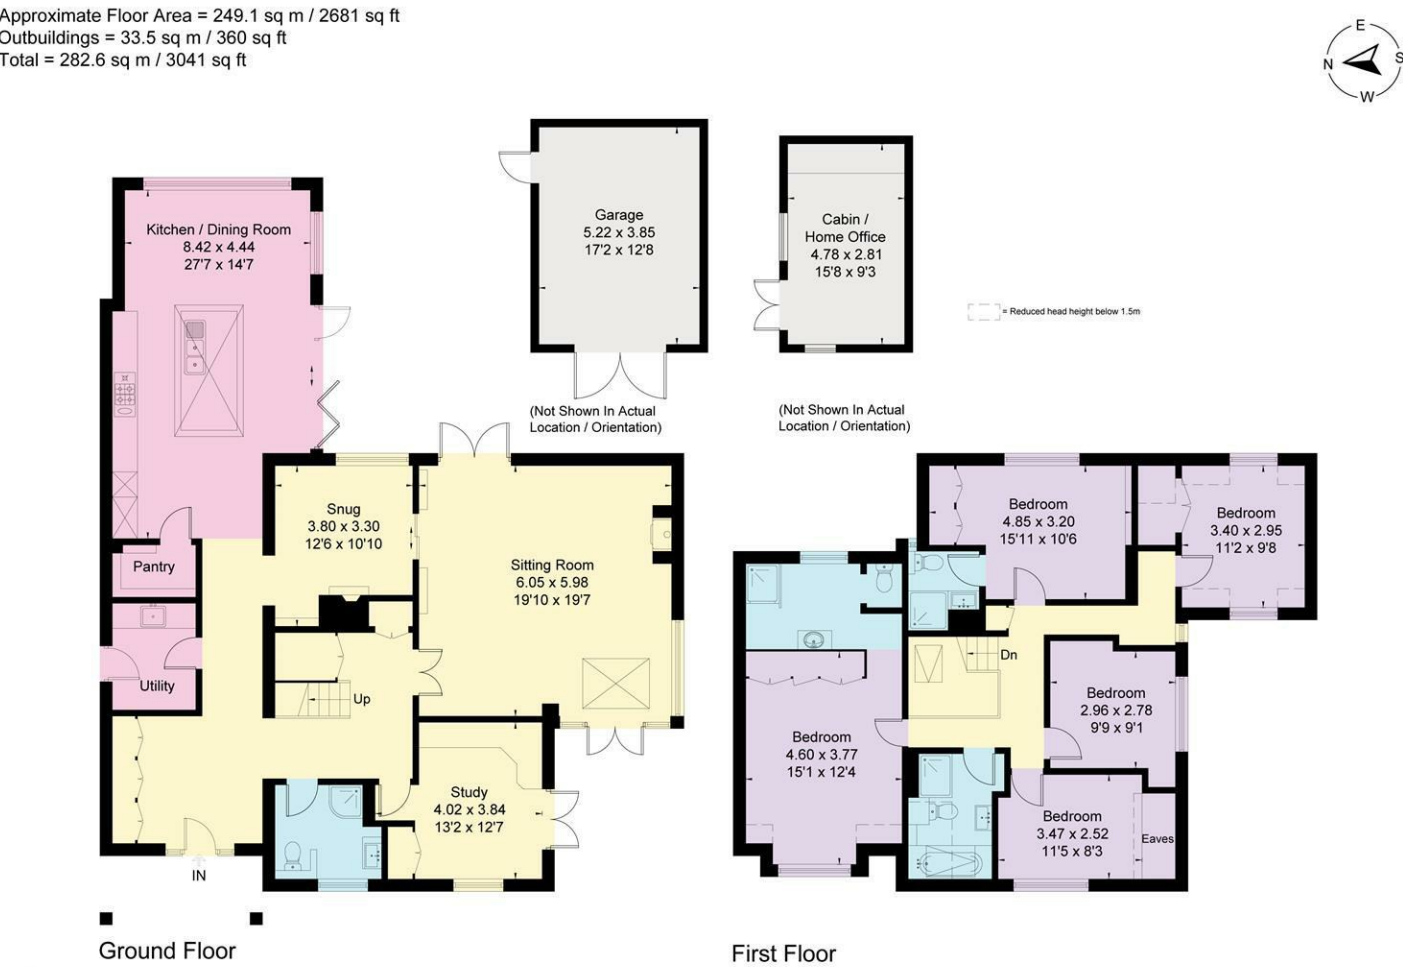 Approximate Floor Area = 249.1 sq m / 2681 sq ft
Outbuildings = 33.5 sq m / 360 sq ft
Total = 282.6 sq m / 3041 sq ft
E
N
S
W
Kitchen / Dining Room
8.42 x 4.44
27'7 x 14'7
Garage
5.22 x 3.85
17'2 x 12'8
Cabin /
Home Office
4.78 x 2.81
15'8 x 9'3
= Reduced head height below 1.5m
(Not Shown In Actual
Location / Orientation)
(Not Shown In Actual
Location / Orientation)
Snug
3.80 x 3.30
12'6 x 10'10
Sitting Room
6.05 x 5.98
19'10 x 19'7
Pantry
Utility
Up
Study
4.02 x 3.84
13'2 x 12'7
IN
Ground Floor
Bedroom
4.85 x 3.20
15'11 x 10'6
Bedroom
3.40 x 2.95
11'2 x 9'8
Dn
Bedroom
2.96 x 2.78
9'9 x 9'1
Bedroom
4.60 x 3.77
15'1 x 12'4
Bedroom
3.47 x 2.52
11'5 x 8'3
Eaves
First Floor